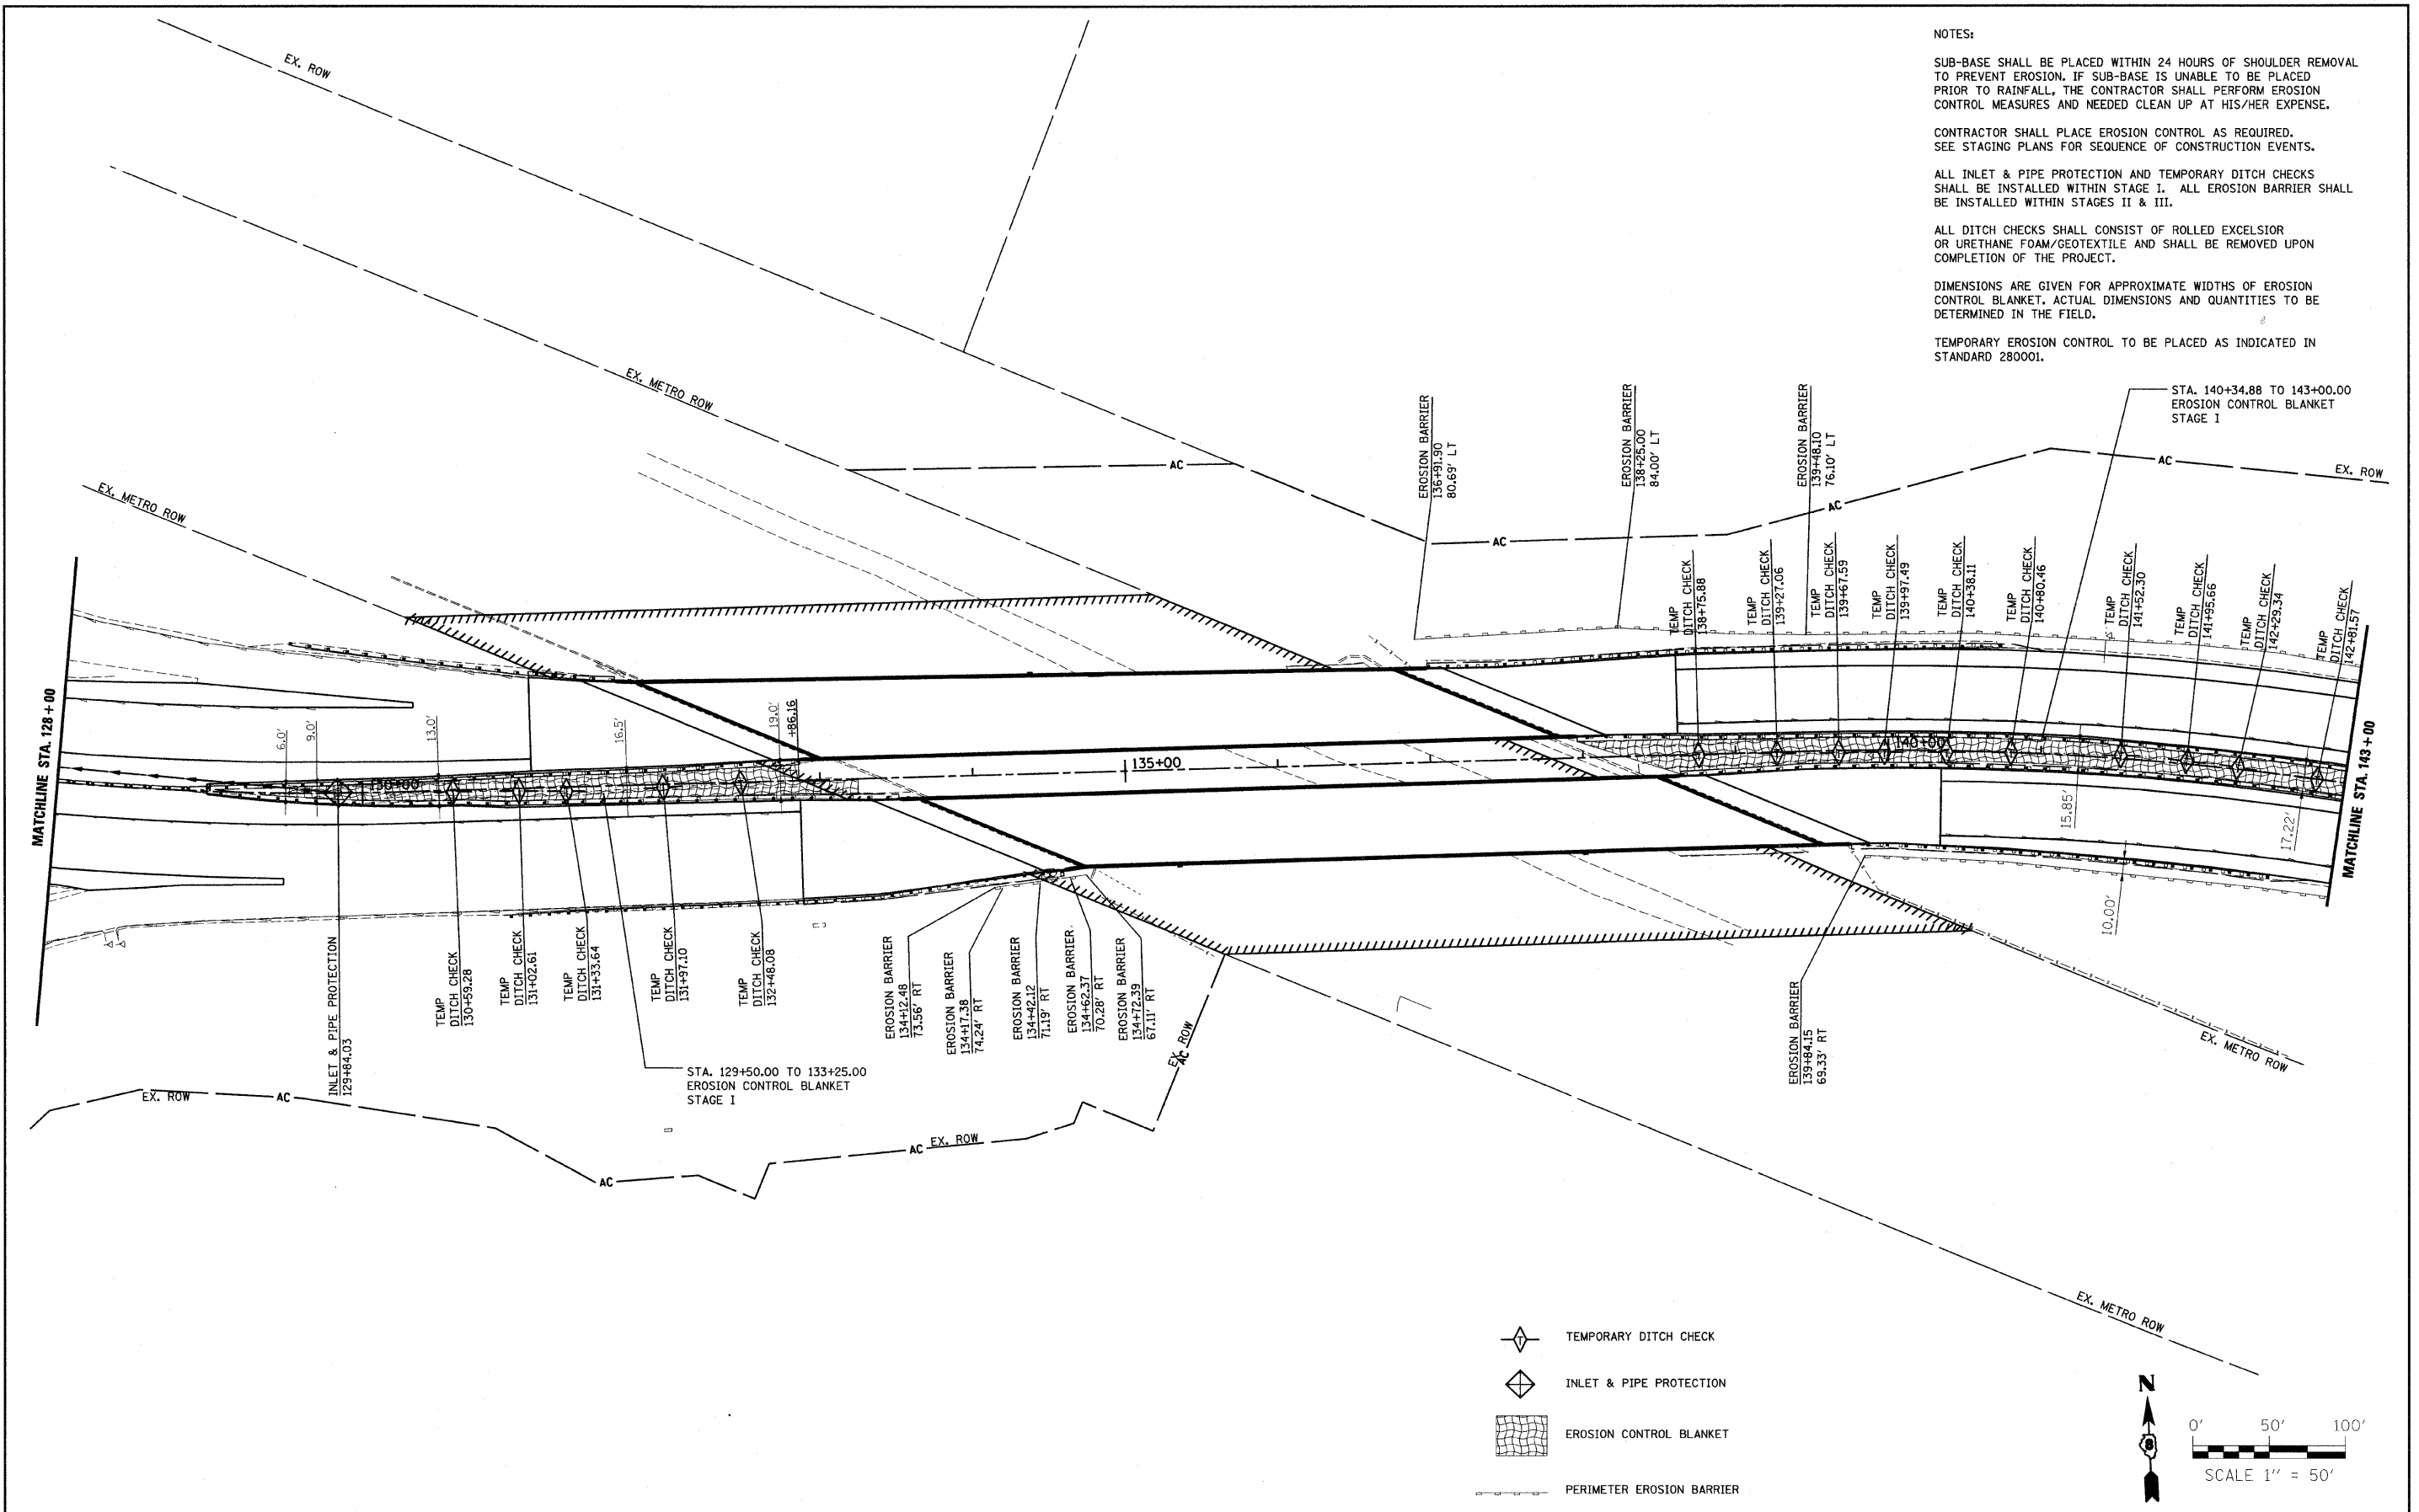 NOTES:
SUB-BASE SHALL BE PLACED WITHIN 24 HOURS OF SHOULDER REMOVAL
TO PREVENT EROSION. IF SUB-BASE IS UNABLE TO BE PLACED
PRIOR TO RAINFALL, THE CONTRACTOR SHALL PERFORM EROSION
CONTROL MEASURES AND NEEDED CLEAN UP AT HIS/HER EXPENSE.
CONTRACTOR SHALL PLACE EROSION CONTROL AS REQUIRED.
SEE STAGING PLANS FOR SEQUENCE OF CONSTRUCTION EVENTS.
ALL INLET & PIPE PROTECTION AND TEMPORARY DITCH CHECKS
SHALL BE INSTALLED WITHIN STAGE I. ALL EROSION BARRIER SHALL
BE INSTALLED WITHIN STAGES II & III.
ALL DITCH CHECKS SHALL CONSIST OF ROLLED EXCELSIOR
OR URETHANE FOAM/GEOTEXTILE AND SHALL BE REMOVED UPON
COMPLETION OF THE PROJECT.
DIMENSIONS ARE GIVEN FOR APPROXIMATE WIDTHS OF EROSION
CONTROL BLANKET. ACTUAL DIMENSIONS AND QUANTITIES TO BE
DETERMINED IN THE FIELD.
TEMPORARY EROSION CONTROL TO BE PLACED AS INDICATED IN
STANDARD 280001.
EX. ROW
EX. METRO ROW
EX. METRO ROW
AC
EROSION BARRIER
136+91.90
80.69' LT
EROSION BARRIER
138+25.00
84.00' LT
EROSION BARRIER
139+48.10
76.10' LT
STA. 140+34.88 TO 143+00.00
EROSION CONTROL BLANKET
STAGE I
AC
AC
AC
EX. ROW
TEMP
DITCH CHECK
138+75.88
TEMP
DITCH CHECK
139+27.06
TEMP
DITCH CHECK
139+67.59
TEMP
DITCH CHECK
139+97.49
TEMP
DITCH CHECK
140+38.11
TEMP
DITCH CHECK
140+80.46
TEMP
DITCH CHECK
141+52.30
TEMP
DITCH CHECK
141+95.66
TEMP
DITCH CHECK
142+29.34
TEMP
DITCH CHECK
142+81.57
MATCHLINE STA. 128+00
6.0'
9.0'
13.0'
16.5'
19.0'
+86.16
130+00
135+00
140+00
15.85'
17.22'
10.00'
MATCHLINE STA. 143+00
INLET & PIPE PROTECTION
129+84.03
TEMP
DITCH CHECK
130+59.28
TEMP
DITCH CHECK
131+02.61
TEMP
DITCH CHECK
131+33.64
TEMP
DITCH CHECK
131+97.10
TEMP
DITCH CHECK
132+48.08
EROSION BARRIER
134+12.48
73.56' RT
EROSION BARRIER
134+17.38
74.24' RT
EROSION BARRIER
134+42.12
71.19' RT
EROSION BARRIER
134+62.37
70.28' RT
EROSION BARRIER
134+72.39
67.11' RT
EROSION BARRIER
139+84.15
69.33' RT
STA. 129+50.00 TO 133+25.00
EROSION CONTROL BLANKET
STAGE I
EX. ROW
AC
AC
AC
EX. ROW
EX. ROW
AC
EX. METRO ROW
EX. METRO ROW
T
TEMPORARY DITCH CHECK
INLET & PIPE PROTECTION
EROSION CONTROL BLANKET
PERIMETER EROSION BARRIER
N
8
0' 50' 100'
SCALE 1" = 50'